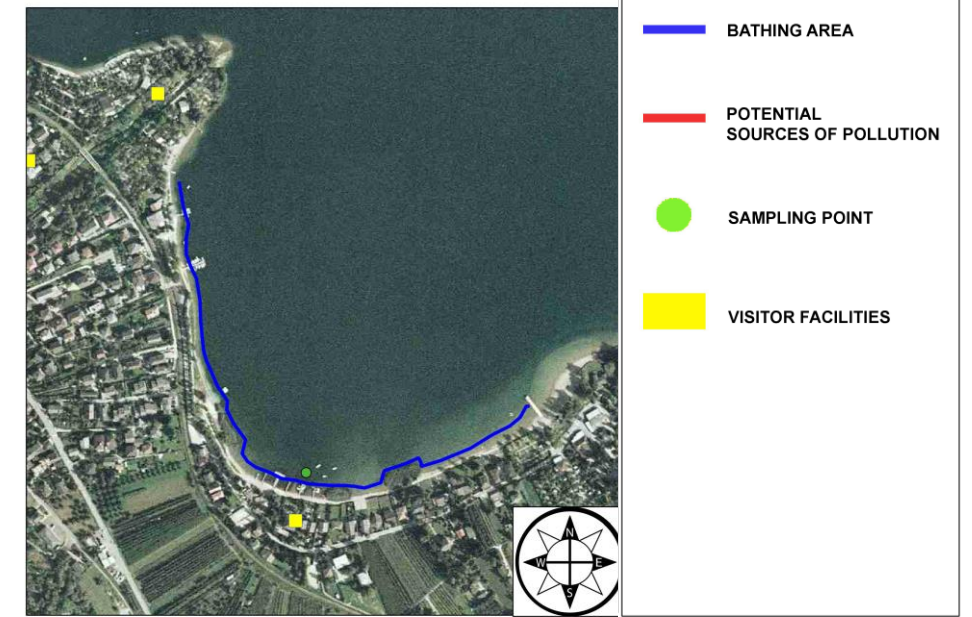 BATHING AREA
POTENTIAL
SOURCES OF POLLUTION
SAMPLING POINT
VISITOR FACILITIES
N
W E
S